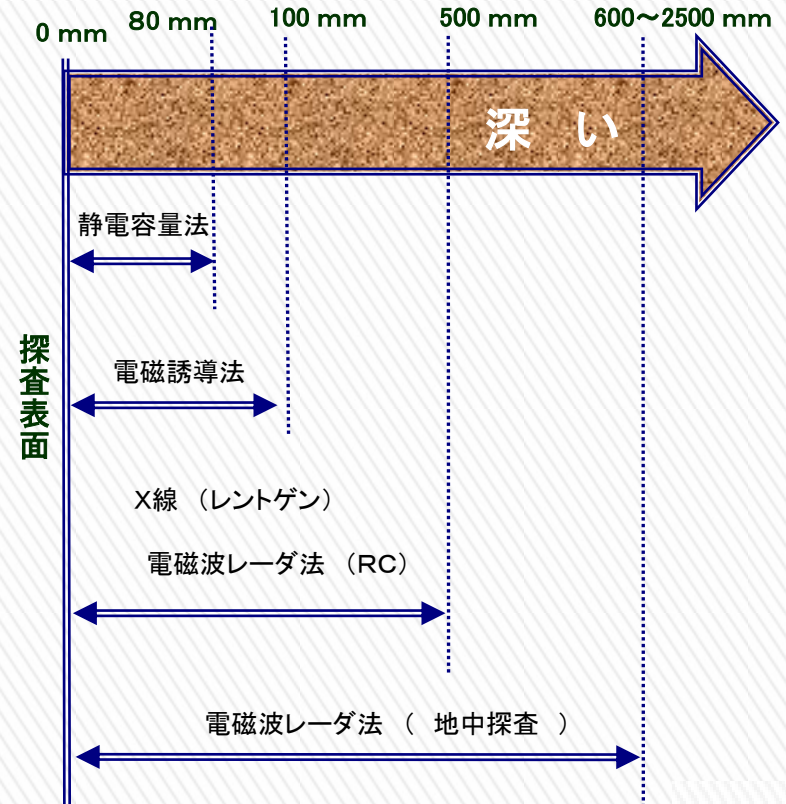 0 mm
80 mm
100 mm
500 mm
600～2500 mm
深　い
静電容量法
探査表面
電磁誘導法
X線　（レントゲン）
電磁波レーダ法　（RC）
電磁波レーダ法　（　地中探査　）